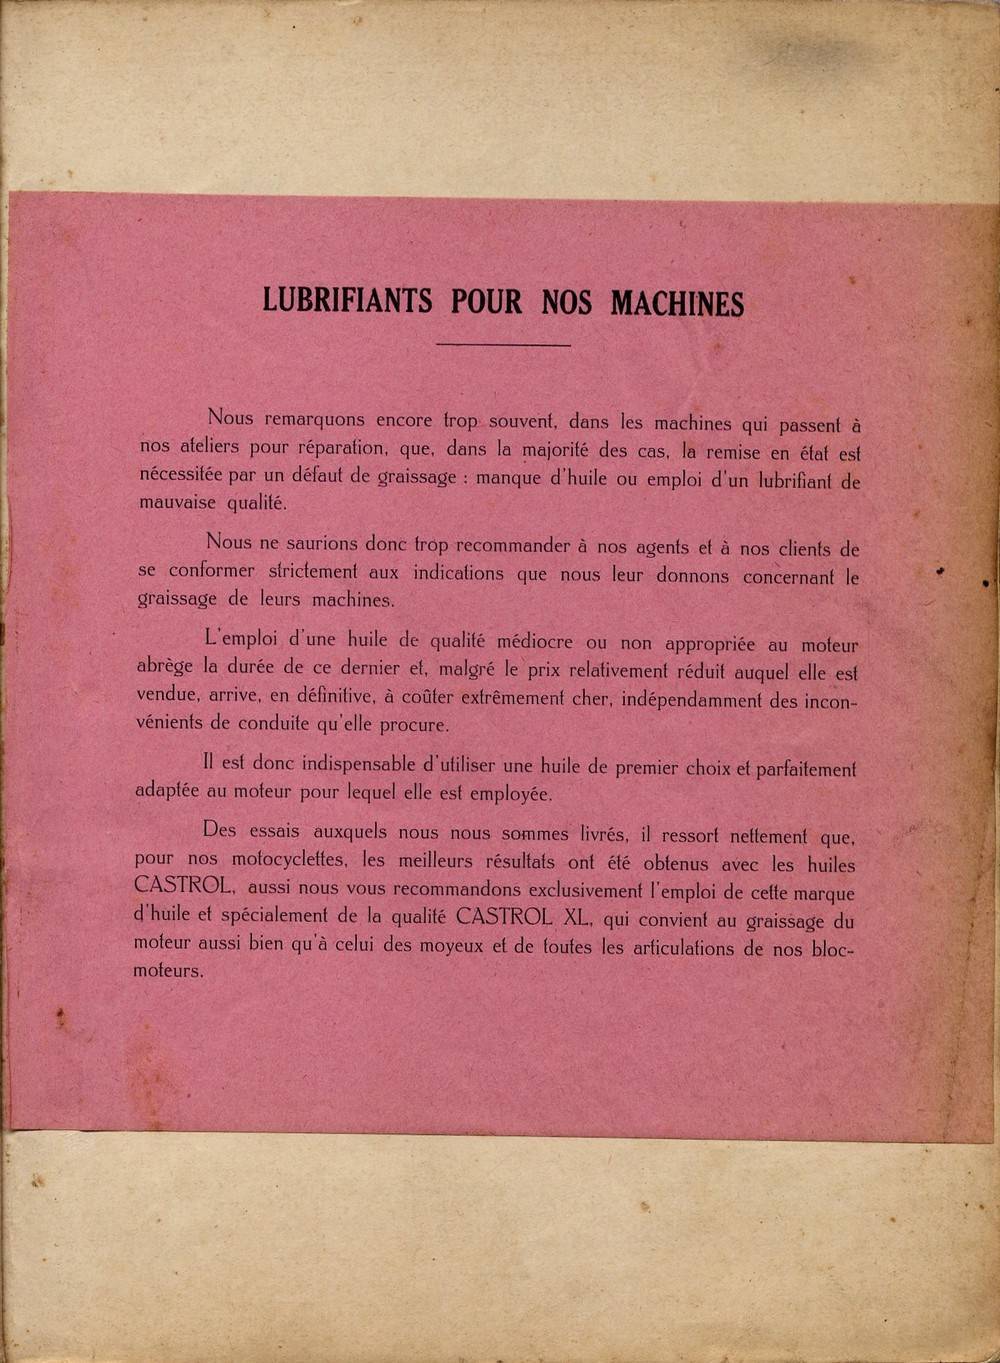 LUBRIFIANTS POUR NOS MACHINES
Nous remarquons encore trop souvent, dans les machines qui passent à
nos ateliers pour réparation, que, dans la majorité des cas, la remise en état est
nécessitée par un défaut de graissage : manque d'huile ou emploi d'un lubrifiant de
mauvaise qualité.
Nous ne saurions donc trop recommander à nos agents et à nos clients de
se conformer strictement aux indications que nous leur donnons concernant le
graissage de leurs machines.
L'emploi d'une huile de qualité médiocre ou non appropriée au moteur
abrège la durée de ce dernier et, malgré le prix relativement réduit auquel elle est
vendue, arrive, en définitive, à coûter extrêmement cher, indépendamment des incon-
vénients de conduite qu'elle procure.
Il est donc indispensable d'utiliser une huile de premier choix et parfaitement
adaptée au moteur pour lequel elle est employée.
Des essais auxquels nous nous sommes livrés, il ressort nettement que,
pour nos motocyclettes, les meilleurs résultats ont été obtenus avec les huiles
CASTROL, aussi nous vous recommandons exclusivement l'emploi de cette marque
d'huile et spécialement de la qualité CASTROL XL, qui convient au graissage du
moteur aussi bien qu'à celui des moyeux et de toutes les articulations de nos bloc-
moteurs.